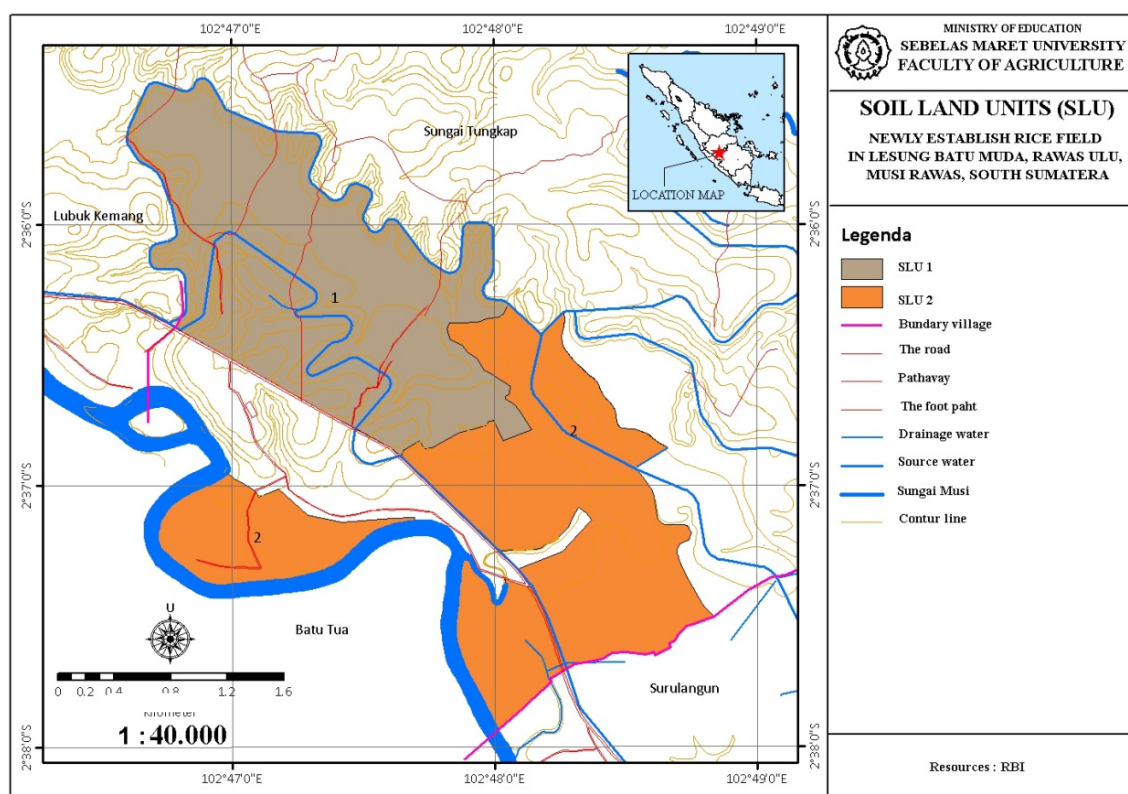 102°47'0"E
102°48'0"E
102°49'0"E
2°36'0"S
2°37'0"S
2°38'0"S
2°36'0"S
2°37'0"S
2°38'0"S
Sungai Tungkap
Lubuk Kemang
LOCATION MAP
1
2
2
Batu Tua
Surulangun
U
0 0.2 0.4 0.8 1.2 1.6
Kilometer
1 : 40.000
102°47'0"E
102°48'0"E
102°49'0"E
MINISTRY OF EDUCATION
SEBELAS MARET UNIVERSITY
FACULTY OF AGRICULTURE
SOIL LAND UNITS (SLU)
NEWLY ESTABLISH RICE FIELD
IN LESUNG BATU MUDA, RAWAS ULU,
MUSI RAWAS, SOUTH SUMATERA
Legenda
SLU 1
SLU 2
Bundary village
The road
Pathavay
The foot paht
Drainage water
Source water
Sungai Musi
Contur line
Resources : RBI